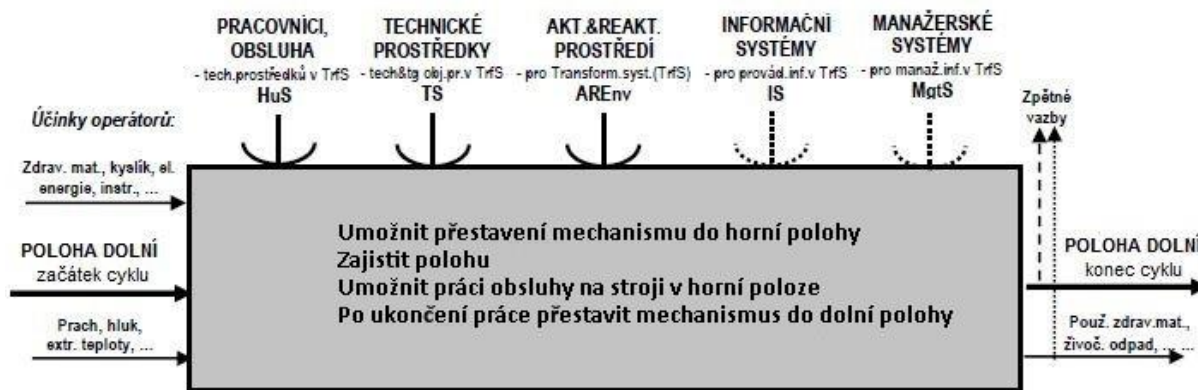 PRACOVNÍCI,
OBSLUHA
- tech.prostředků v TrfS
HuS
TECHNICKÉ
PROSTŘEDKY
- tech&tg obj.pr.v TrfS
TS
AKT.&REAKT.
PROSTŘEDÍ
- pro Transform.syst.(TrfS)
AREnv
INFORMAČNÍ
SYSTÉMY
- pro provád.inf.v TrfS
IS
MANAŽERSKÉ
SYSTÉMY
- pro manaž.inf.v TrfS
MgtS
Zpětné
vazby
Účinky operátorů:
Zdrav. mat., kyslík, el.
energie, instr., ...
POLOHA DOLNÍ
začátek cyklu
Prach, hluk,
extr. teploty, ...
Umožnit přestavení mechanismu do horní polohy
Zajistit polohu
Umožnit práci obsluhy na stroji v horní poloze
Po ukončení práce přestavit mechanismus do dolní polohy
POLOHA DOLNÍ
konec cyklu
Použ. zdrav.mat.,
živoč. odpad, ... ...